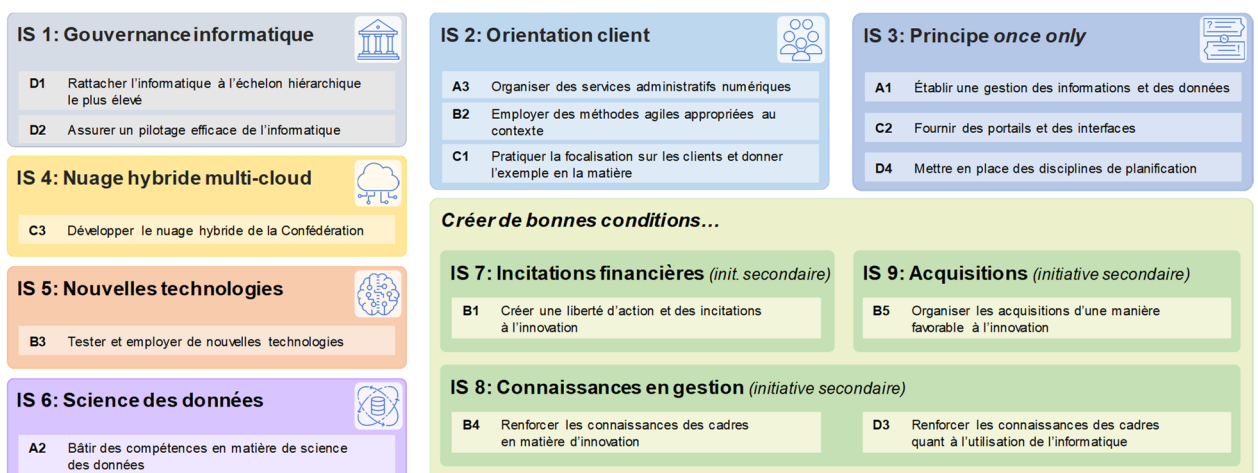 IS 1: Gouvernance informatique
D1 Rattacher l'informatique à l'échelon hiérarchique
le plus élevé
D2 Assurer un pilotage efficace de l'informatique
IS 2: Orientation client
A3 Organiser des services administratifs numériques
B2 Employer des méthodes agiles appropriées au
contexte
C1 Pratiquer la focalisation sur les clients et donner
l'exemple en la matière
IS 3: Principe once only
A1 Établir une gestion des informations et des données
C2 Fournir des portails et des interfaces
D4 Mettre en place des disciplines de planification
IS 4: Nuage hybride multi-cloud
C3 Développer le nuage hybride de la Confédération
IS 5: Nouvelles technologies
B3 Tester et employer de nouvelles technologies
IS 6: Science des données
A2 Bâtir des compétences en matière de science
des données
Créer de bonnes conditions...
IS 7: Incitations financières (init. secondaire)
B1 Créer une liberté d'action et des incitations
à l'innovation
IS 9: Acquisitions (initiative secondaire)
B5 Organiser les acquisitions d'une manière
favorable à l'innovation
IS 8: Connaissances en gestion (initiative secondaire)
B4 Renforcer les connaissances des cadres
en matière d'innovation
D3 Renforcer les connaissances des cadres
quant à l'utilisation de l'informatique